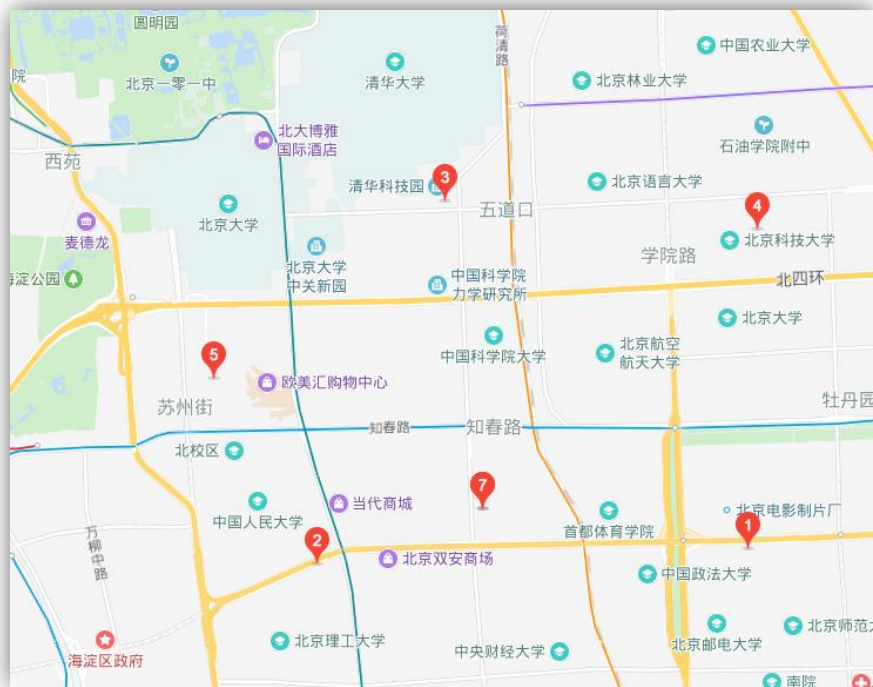 圆明园
院
北京一零一中
清华大学
荷清路
中国农业大学
北京林业大学
石油学院附中
西苑
北大博雅
国际酒店
清华科技园
3
五道口
北京语言大学
4
北京大学
麦德龙
海淀公园
北京大学
中关新园
中国科学院
力学研究所
学院路
北京科技大学
北四环
北京大学
5
欧美汇购物中心
中国科学院大学
北京航空
航天大学
苏州街
知春路
知春路
牡丹园
北校区
7
中国人民大学
当代商城
首都体育学院
北京电影制片厂
1
2
万柳中路
北京双安商场
中国政法大学
海淀区政府
北京理工大学
中央财经大学
北京邮电大学
北京师范大
南院